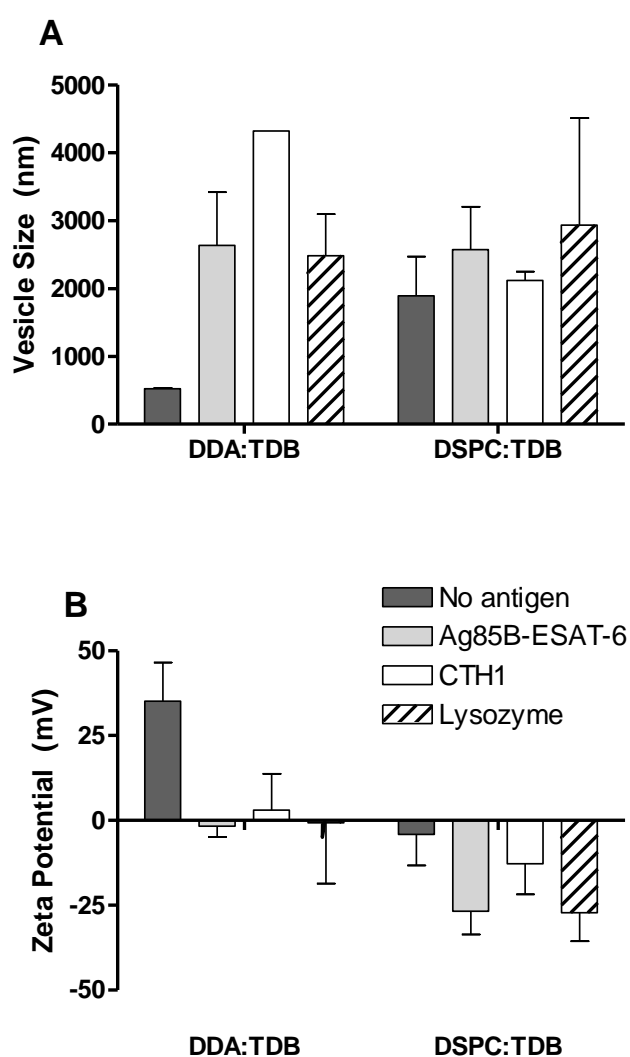 A
Vesicle Size (nm)
5000
4000
3000
2000
1000
0
DDA:TDB DSPC:TDB
B
No antigen
Ag85B-ESAT-6
CTH1
Lysozyme
Zeta Potential (mV)
50
25
0
-25
-50
DDA:TDB DSPC:TDB